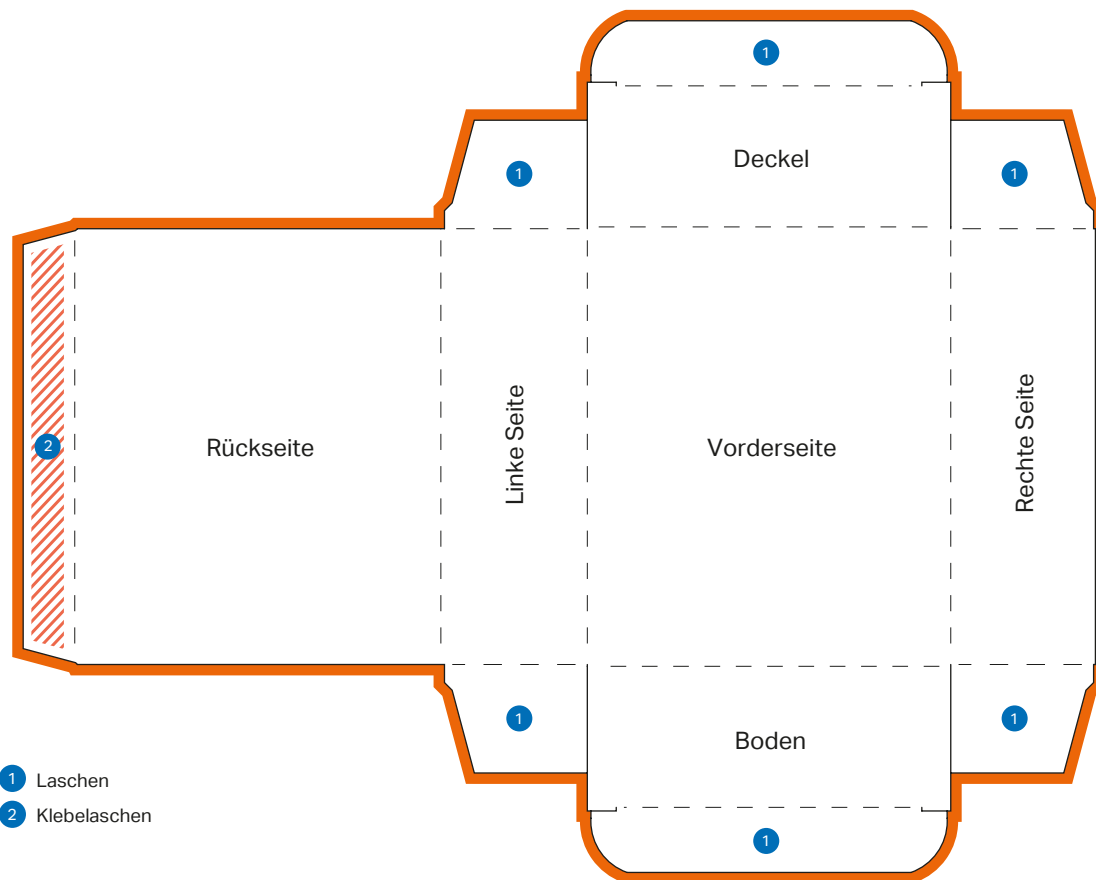 1
Deckel
1
1
2
Rückseite
Linke Seite
Vorderseite
Rechte Seite
1
Boden
1
1 Laschen
2 Klebelaschen
1